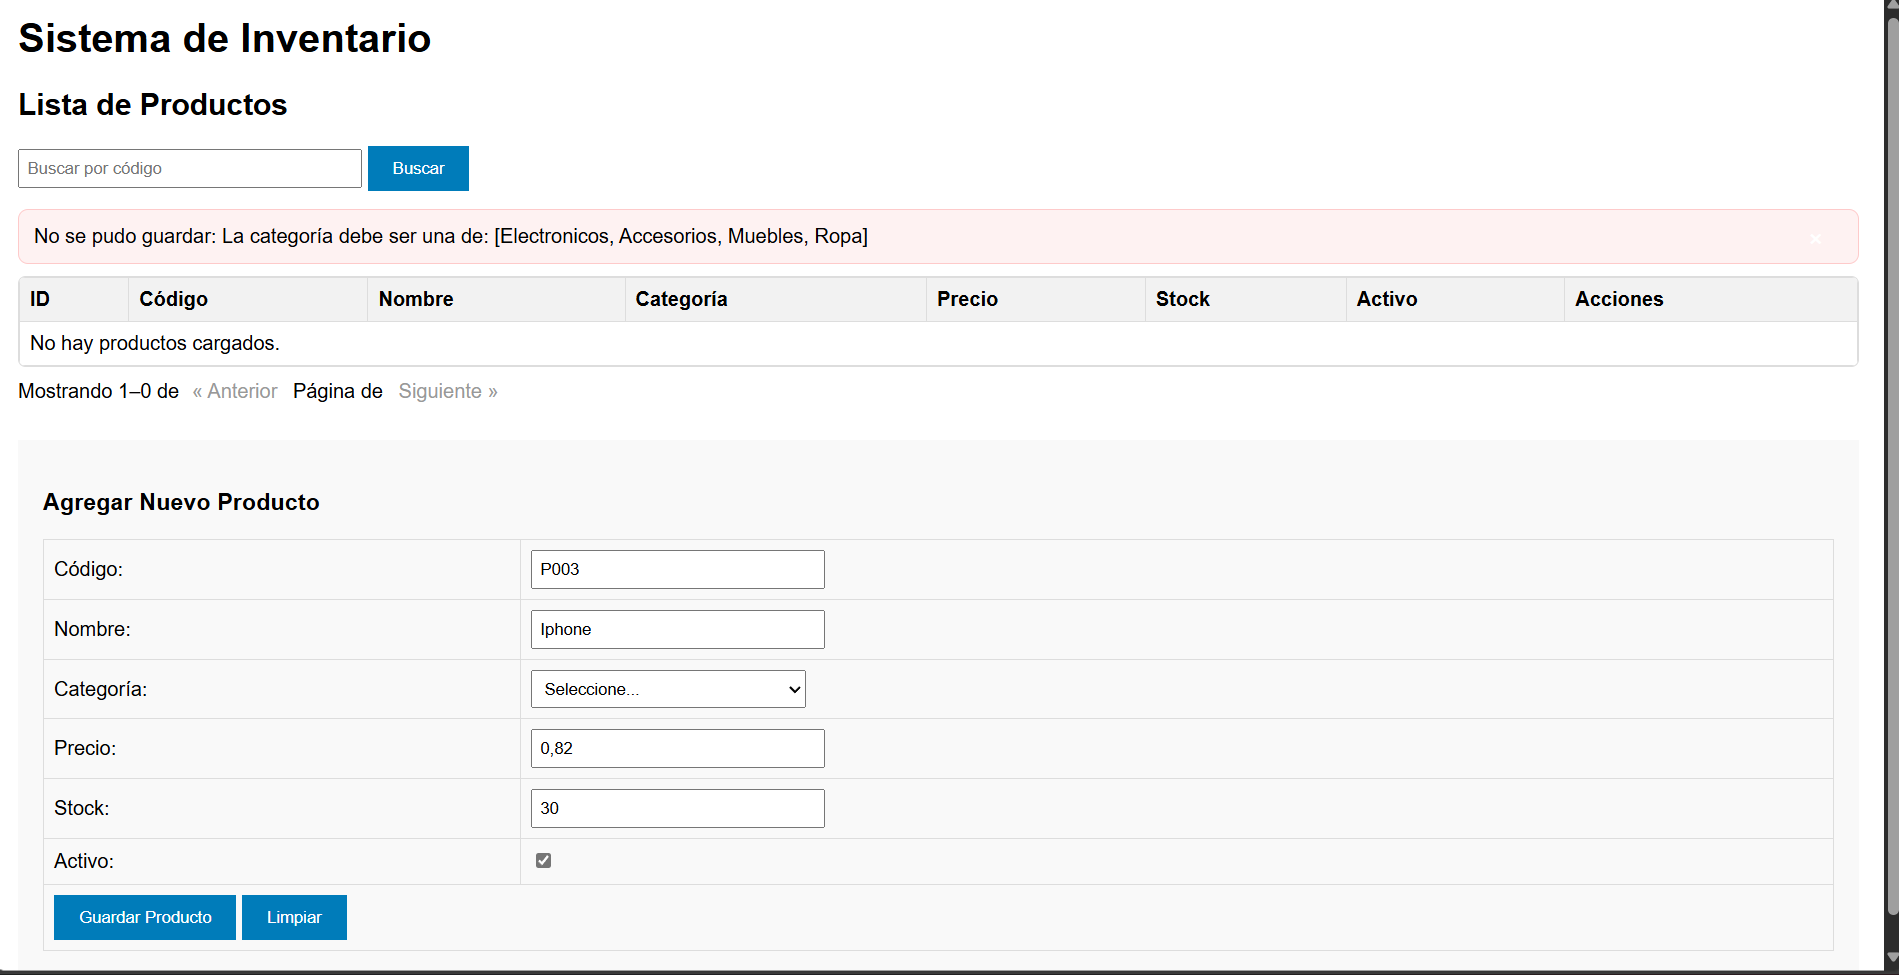 Sistema de Inventario
Lista de Productos
Buscar por código Buscar
No se pudo guardar: La categoría debe ser una de: [Electronicos, Accesorios, Muebles, Ropa] ×
ID Código Nombre Categoría Precio Stock Activo Acciones
No hay productos cargados.
Mostrando 1–0 de « Anterior Página de Siguiente »
Agregar Nuevo Producto
Código: P003
Nombre: Iphone
Categoría: Seleccione...
Precio: 0,82
Stock: 30
Activo:
Guardar Producto Limpiar